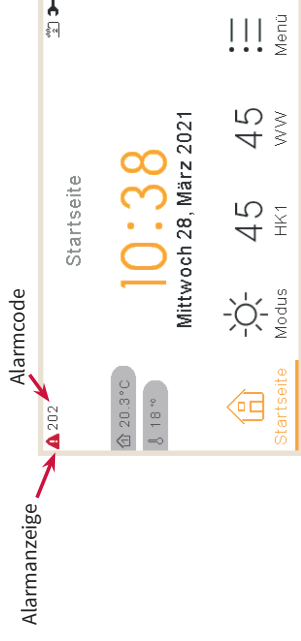 Alarmanzeige
Alarmcode
202
Startseite
20.3°C
18 °C
10:38
Mittwoch 28, März 2021
Startseite
Modus
45
HK1
45
WW
Menü